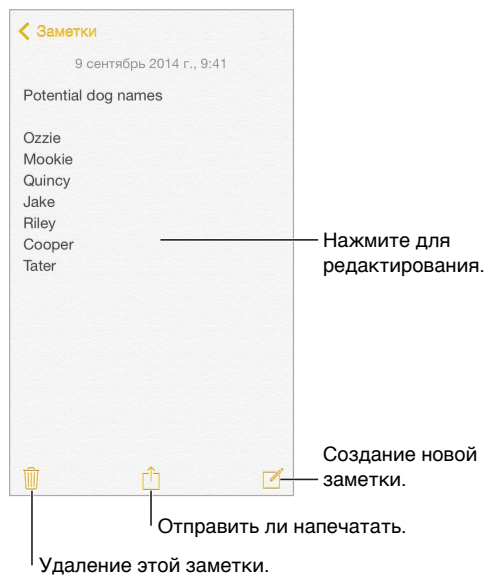 Заметки
9 сентябрь 2014 г., 9:41
Potential dog names
Ozzie
Mookie
Quincy
Jake
Riley
Cooper
Tater
Нажмите для
редактирования.
Создание новой
заметки.
Отправить ли напечатать.
Удаление этой заметки.